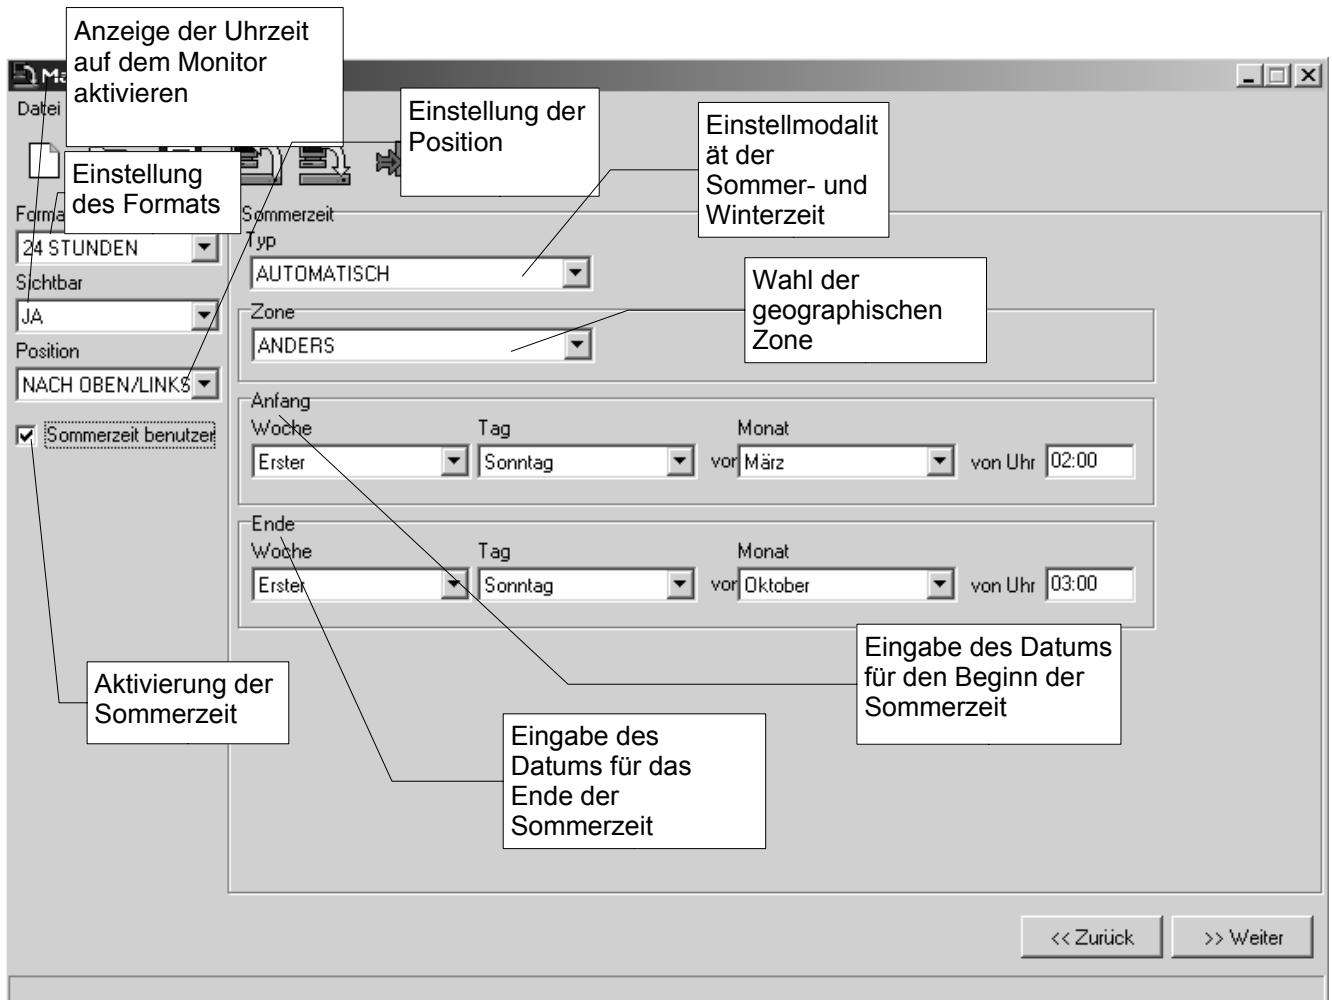 Anzeige der Uhrzeit
auf dem Monitor
aktivieren
Ma
Datei
Einstellung der
Position
Einstellmodalit
ät der
Sommer- und
Winterzeit
Einstellung
des Formats
Forma
24 STUNDEN
Sichtbar
JA
Position
NACH OBEN/LINKS
Sommerzeit benutzer
Sommerzeit
Typ
AUTOMATISCH
Wahl der
geographischen
Zone
Zone
ANDERS
Anfang
Woche Tag Monat
Erster Sonntag vor März von Uhr 02:00
Ende
Woche Tag Monat
Erster Sonntag vor Oktober von Uhr 03:00
Eingabe des Datums
für den Beginn der
Sommerzeit
Aktivierung der
Sommerzeit
Eingabe des
Datums für das
Ende der
Sommerzeit
<< Zurück >> Weiter